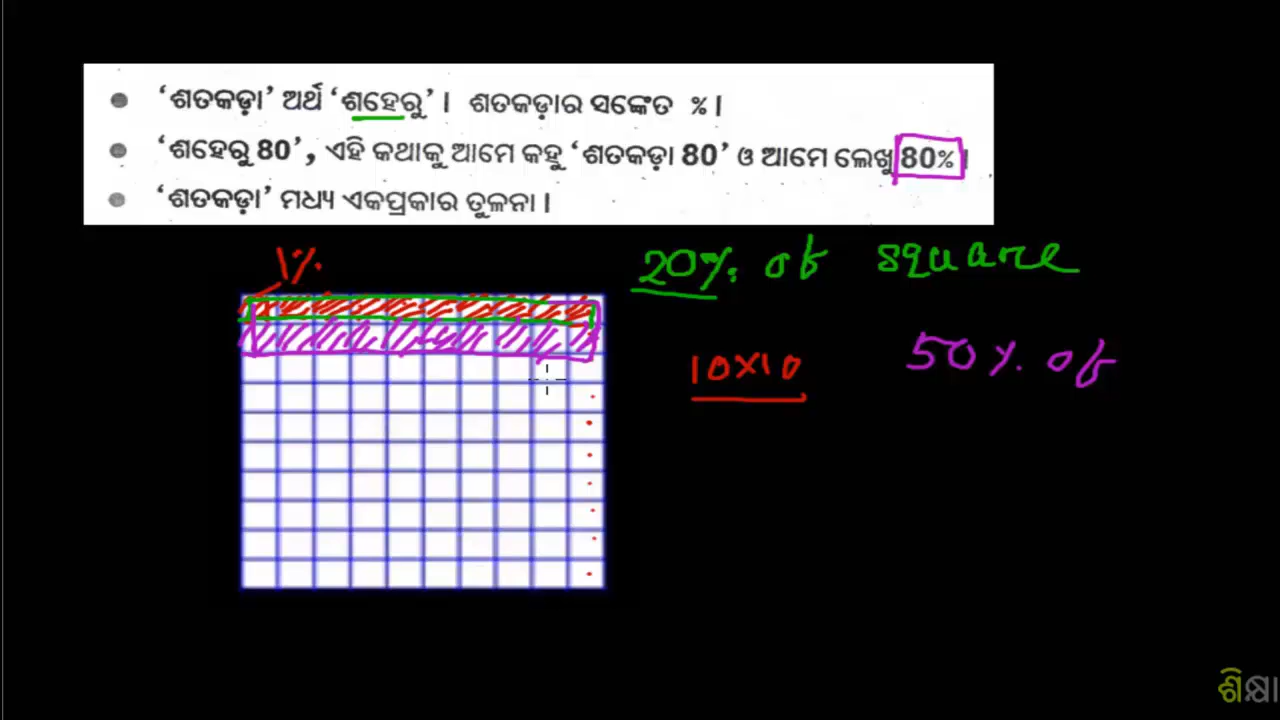 ‘ଶତକଡ଼ା’ ଅର୍ଥ ‘ଶହେରୁ’। ଶତକଡ଼ାର ସଙ୍କେତ %।
‘ଶହେରୁ 80’, ଏହି କଥାକୁ ଆମେ କହୁ ‘ଶତକଡ଼ା 80’ ଓ ଆମେ ଲେଖୁ 80%।
‘ଶତକଡ଼ା’ ମଧ୍ୟ ଏକପ୍ରକାର ତୁଳନା।
1%
20% of square
10×10
50% of
ଶିକ୍ଷା